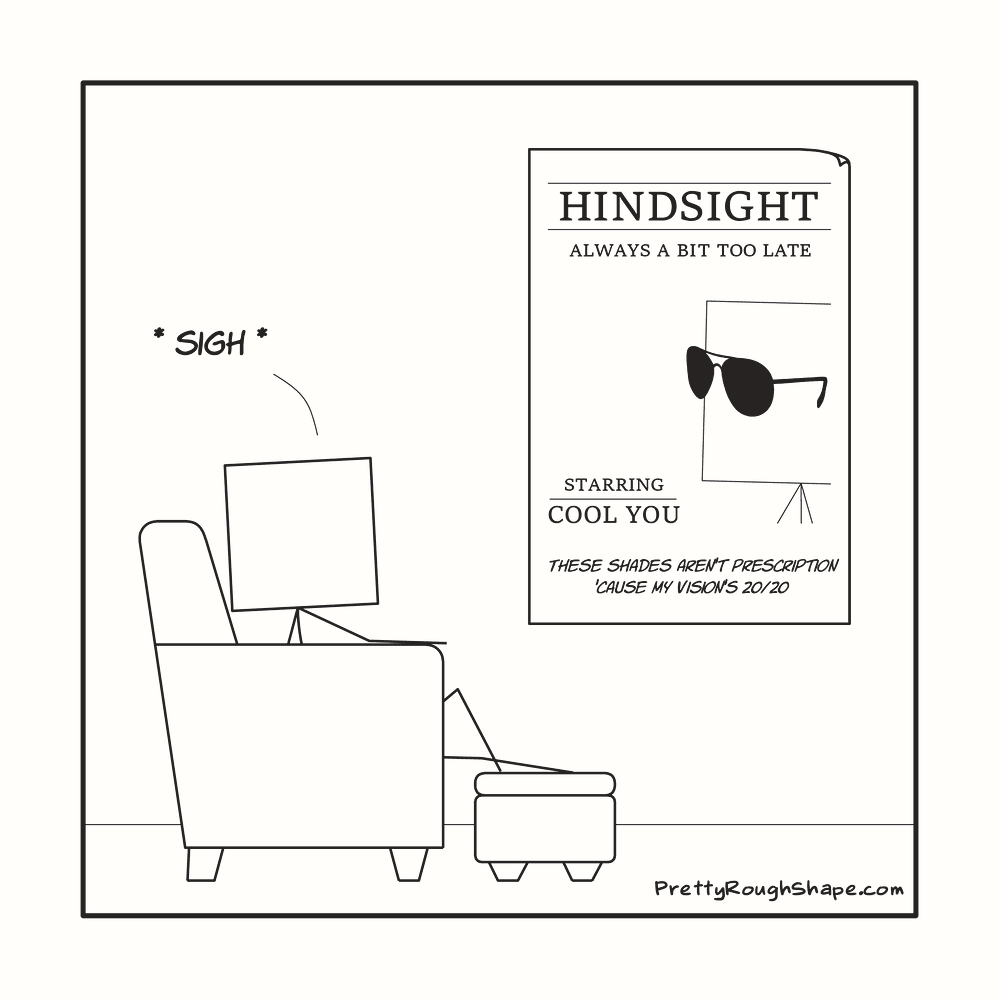 * SIGH *
HINDSIGHT
ALWAYS A BIT TOO LATE
STARRING
COOL YOU
THESE SHADES AREN'T PRESCRIPTION
'CAUSE MY VISION'S 20/20
PrettyRoughShape.com